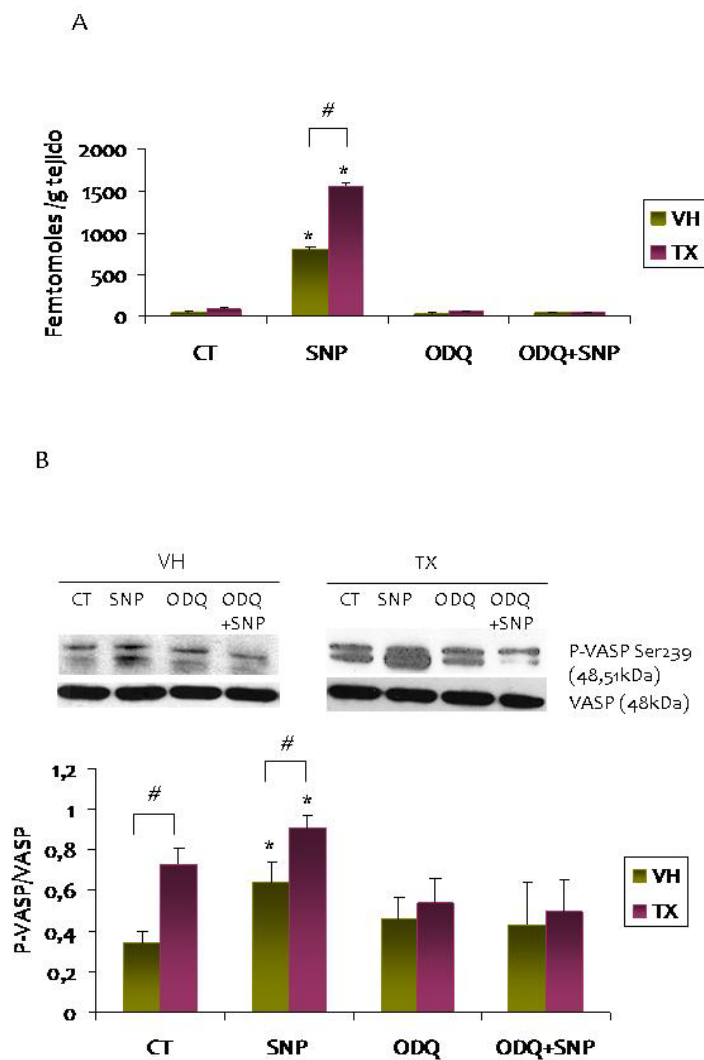 A
#
Femtomoles /g tejido
2000
1500
1000
500
0
*
*
VH
TX
CT SNP ODQ ODQ+SNP
B
VH TX
CT SNP ODQ ODQ +SNP CT SNP ODQ ODQ +SNP
P-VASP Ser239
(48,51kDa)
VASP (48kDa)
P-VASP/VASP
1,2
1
0,8
0,6
0,4
0,2
0
#
#
*
*
VH
TX
CT SNP ODQ ODQ+SNP